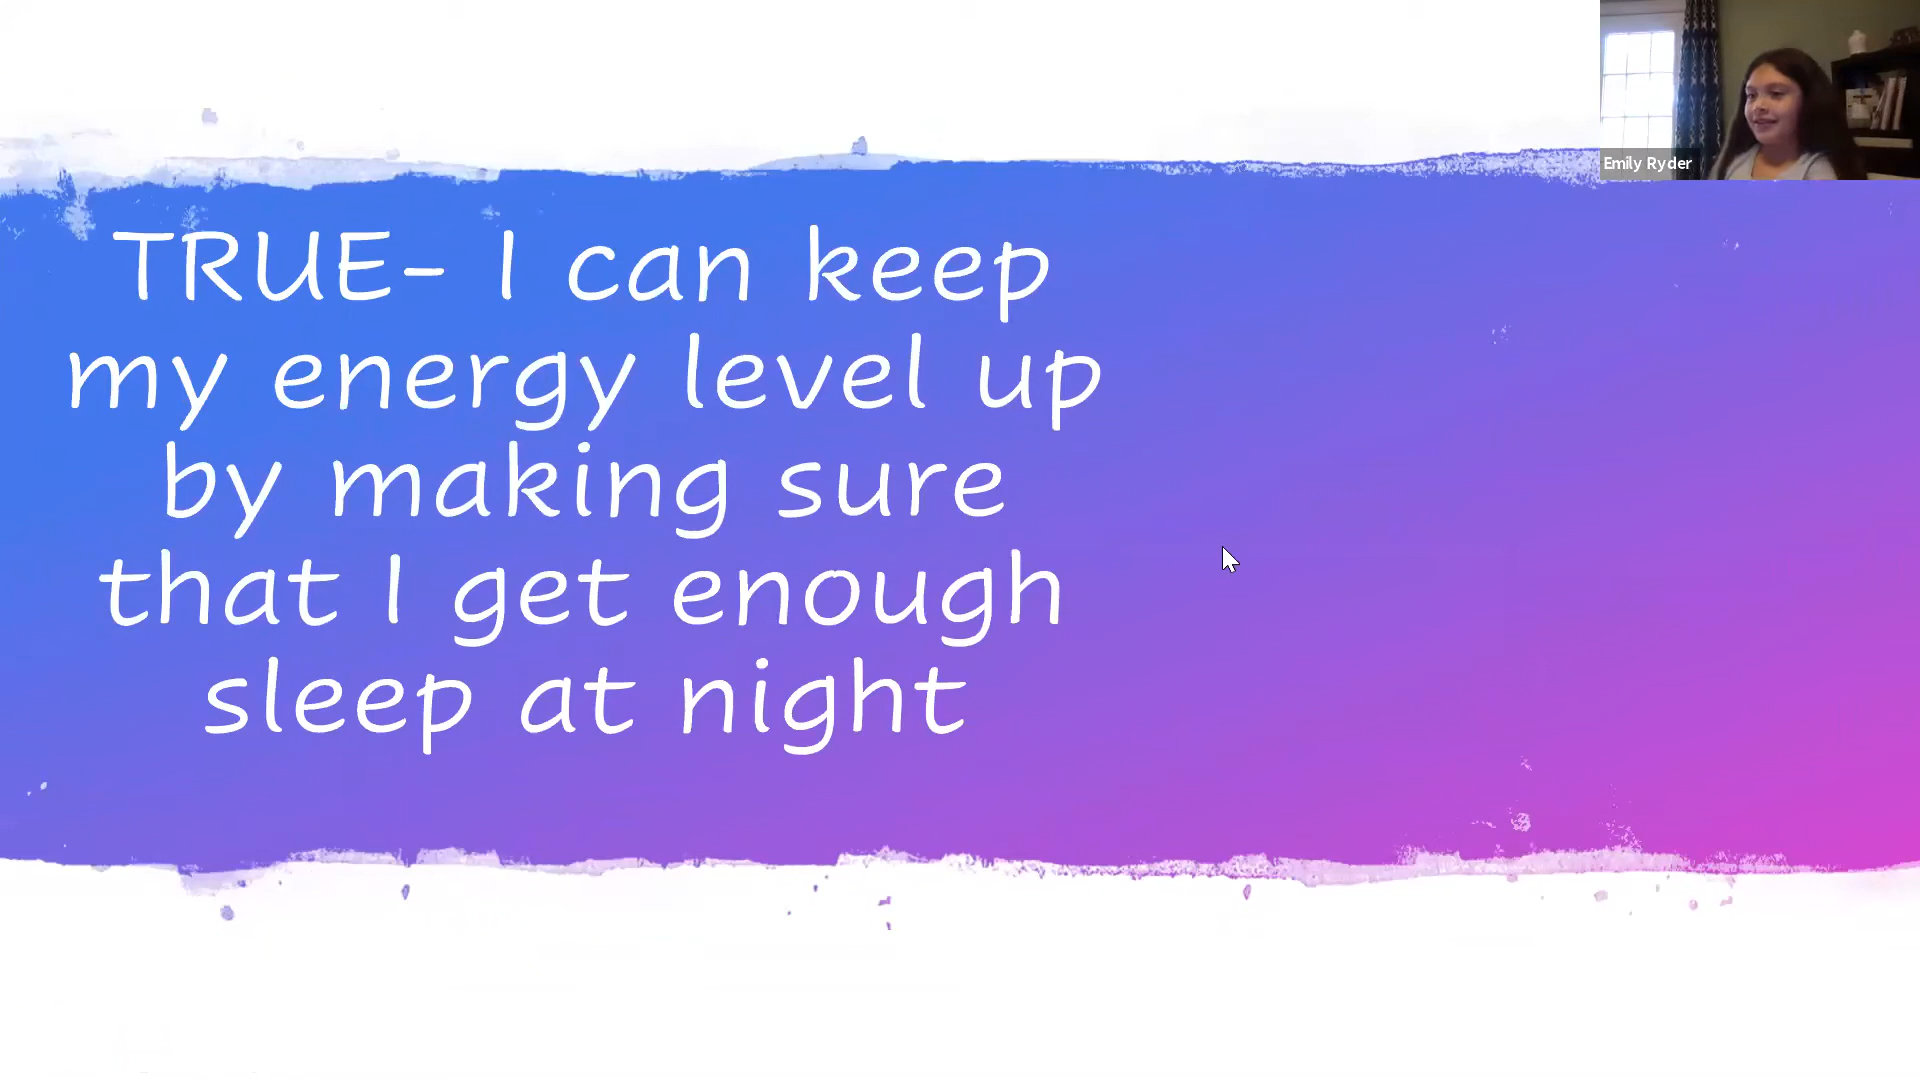 Emily Ryder
TRUE- I can keep
my energy level up
by making sure
that I get enough
sleep at night